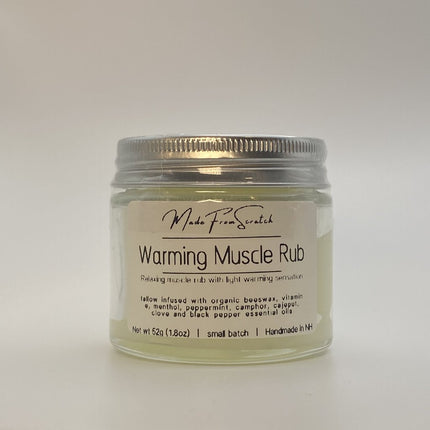 Made From Scratch
Warming Muscle Rub
Relaxing muscle rub with light warming sensation
tallow infused with organic beeswax, vitamin
e, menthol, peppermint, camphor, cajepet,
clove and black pepper essential oils
Net wt 52g (1.8oz) | small batch | Handmade in NH